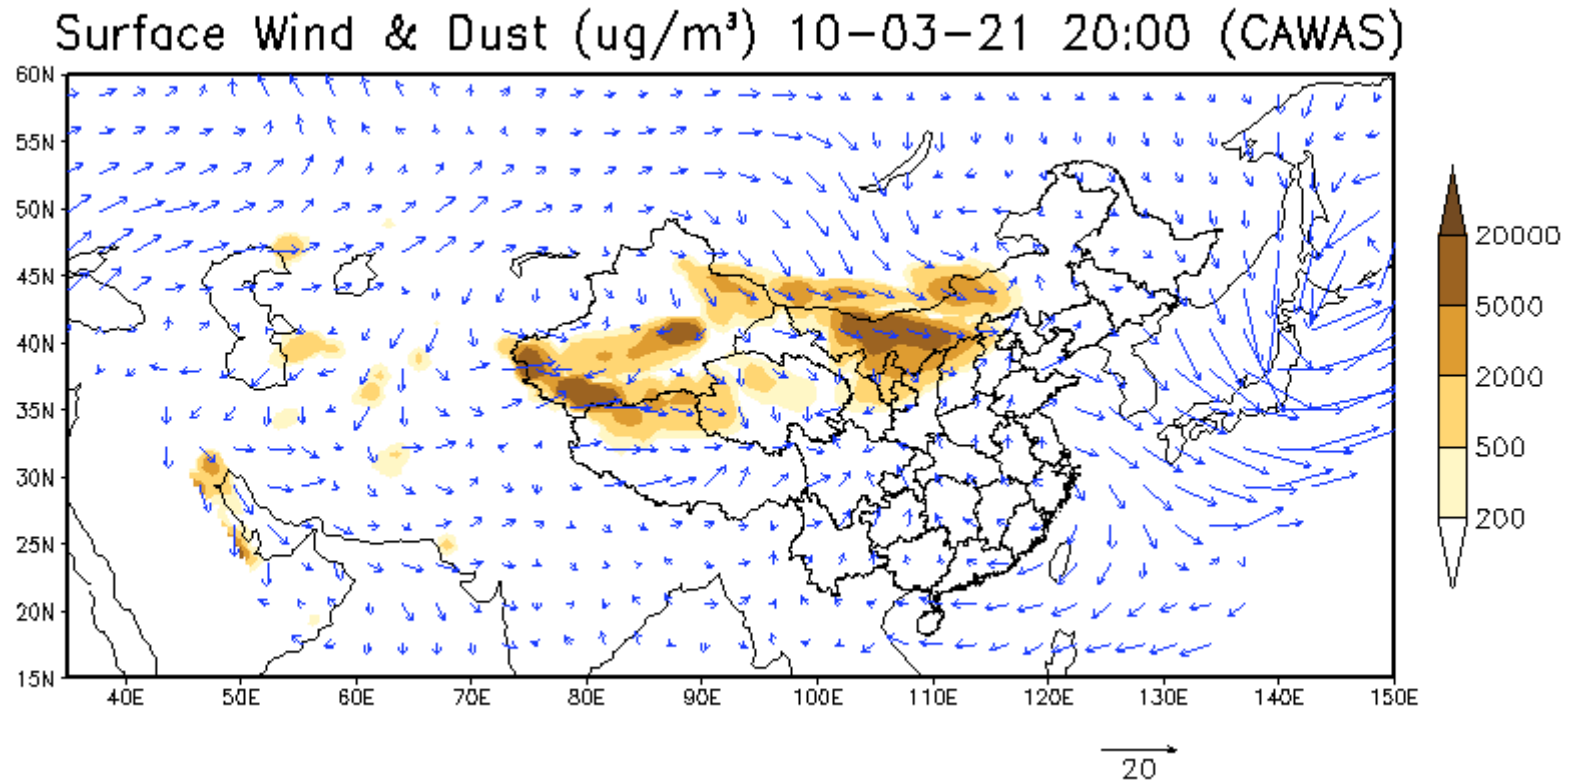 Surface Wind & Dust (ug/m³) 10-03-21 20:00 (CAWAS)
60N
55N
50N
45N
40N
35N
30N
25N
20N
15N
40E 50E 60E 70E 80E 90E 100E 110E 120E 130E 140E 150E
20000
5000
2000
500
200
20